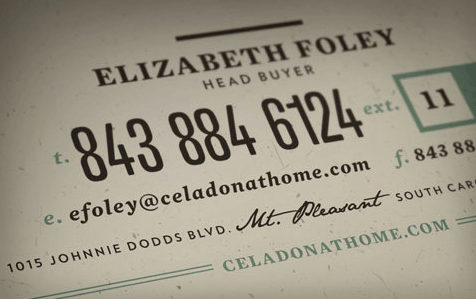 ELIZABETH FOLEY
HEAD BUYER
t. 843 884 6124 ext. 11
e. efoley@celadonathome.com f. 843 88
1015 JOHNNIE DODDS BLVD. Mt. Pleasant SOUTH CAR
CELADONATHOME.COM